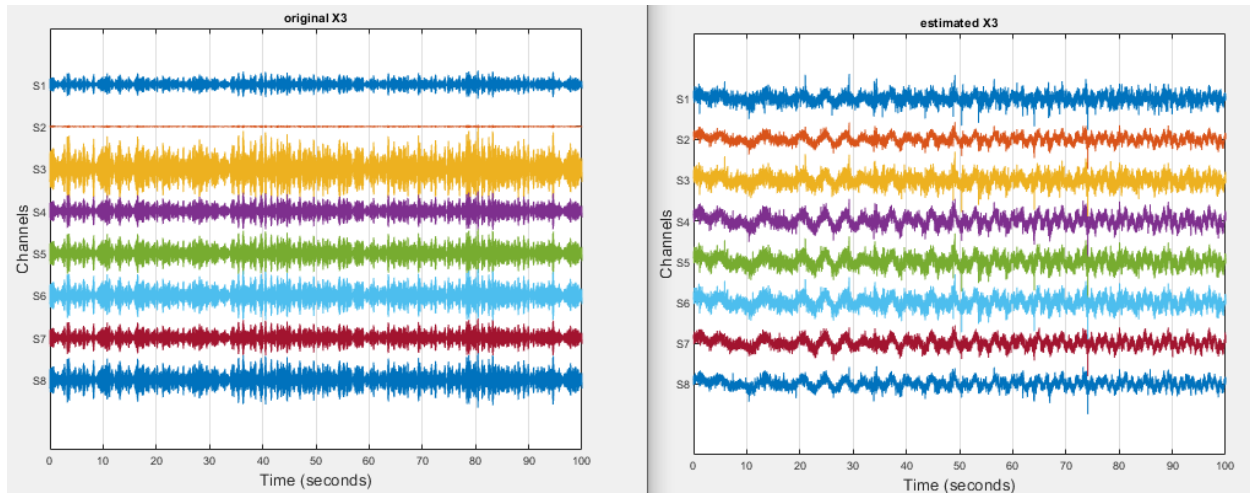 original X3
S1
S2
S3
S4
S5
S6
S7
S8
Channels
0 10 20 30 40 50 60 70 80 90 100
Time (seconds)
estimated X3
S1
S2
S3
S4
S5
S6
S7
S8
Channels
0 10 20 30 40 50 60 70 80 90 100
Time (seconds)